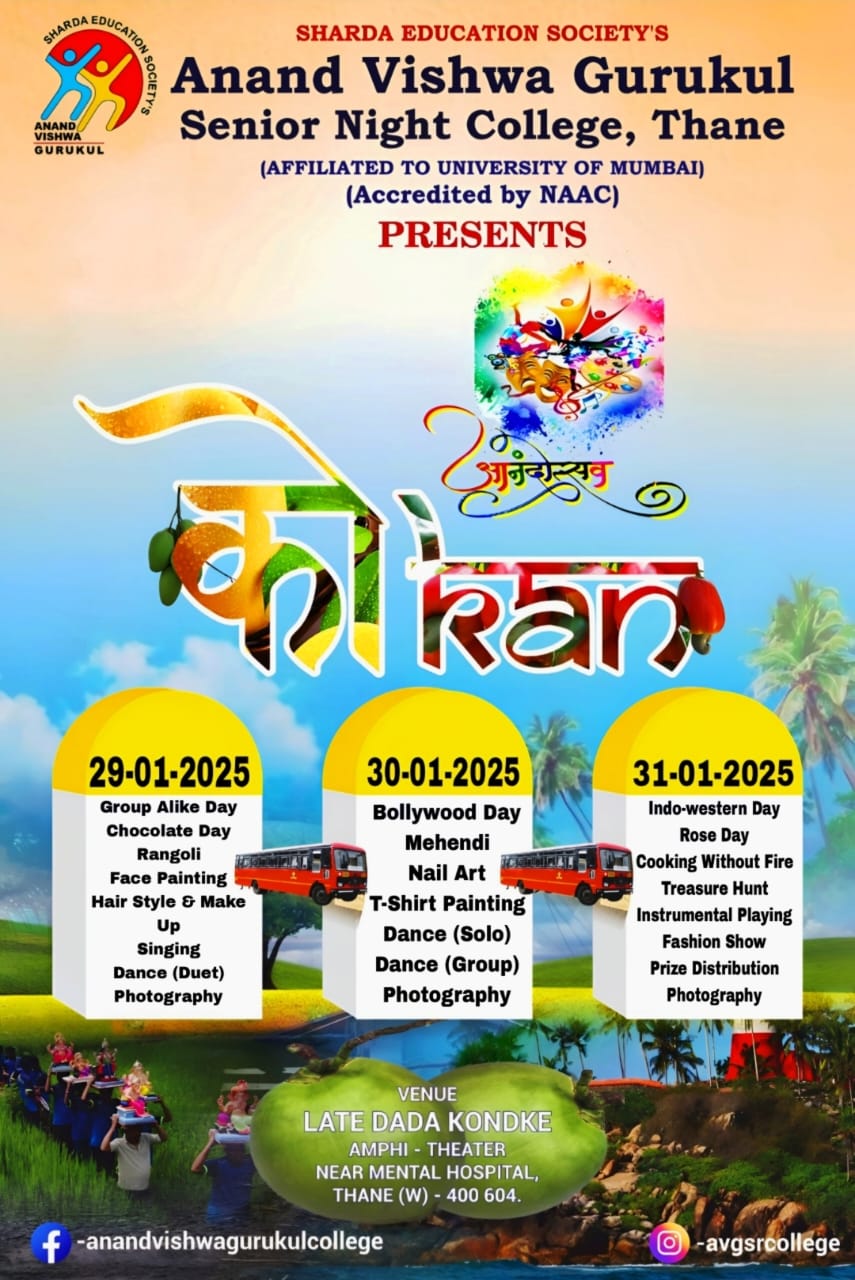 SHARDA EDUCATION SOCIETY'S
ANAND
VISHWA
GURUKUL
SHARDA EDUCATION SOCIETY'S
Anand Vishwa Gurukul
Senior Night College, Thane
(AFFILIATED TO UNIVERSITY OF MUMBAI)
(Accredited by NAAC)
PRESENTS
आनंदोत्सव
कोkan
29-01-2025
Group Alike Day
Chocolate Day
Rangoli
Face Painting
Hair Style & Make
Up
Singing
Dance (Duet)
Photography
30-01-2025
Bollywood Day
Mehendi
Nail Art
T-Shirt Painting
Dance (Solo)
Dance (Group)
Photography
31-01-2025
Indo-western Day
Rose Day
Cooking Without Fire
Treasure Hunt
Instrumental Playing
Fashion Show
Prize Distribution
Photography
VENUE
LATE DADA KONDKE
AMPHI - THEATER
NEAR MENTAL HOSPITAL,
THANE (W) - 400 604.
-anandvishwagurukulcollege
-avgsrcollege